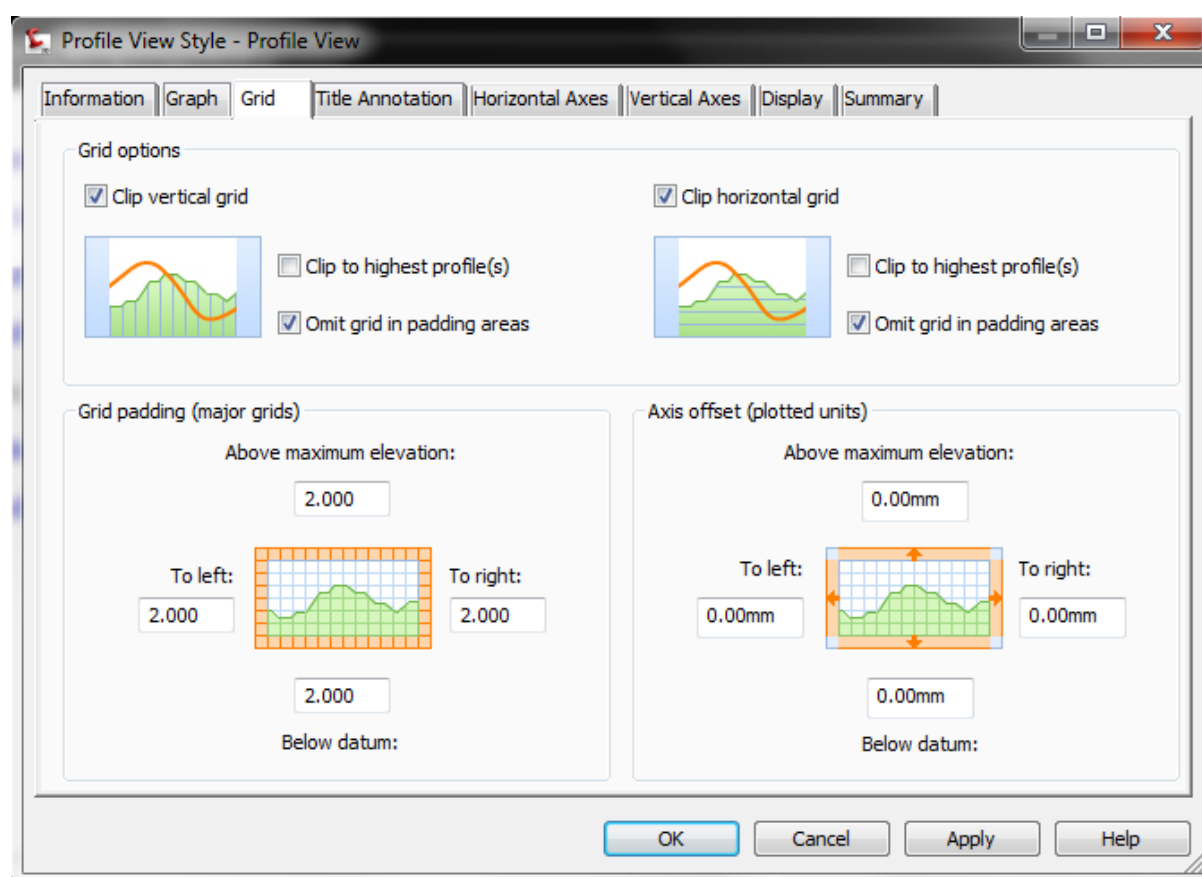 Profile View Style - Profile View
Information Graph Grid Title Annotation Horizontal Axes Vertical Axes Display Summary
Grid options
Clip vertical grid
Clip to highest profile(s)
Omit grid in padding areas
Clip horizontal grid
Clip to highest profile(s)
Omit grid in padding areas
Grid padding (major grids)
Above maximum elevation:
2.000
To left:
2.000
To right:
2.000
2.000
Below datum:
Axis offset (plotted units)
Above maximum elevation:
0.00mm
To left:
0.00mm
To right:
0.00mm
0.00mm
Below datum:
OK Cancel Apply Help